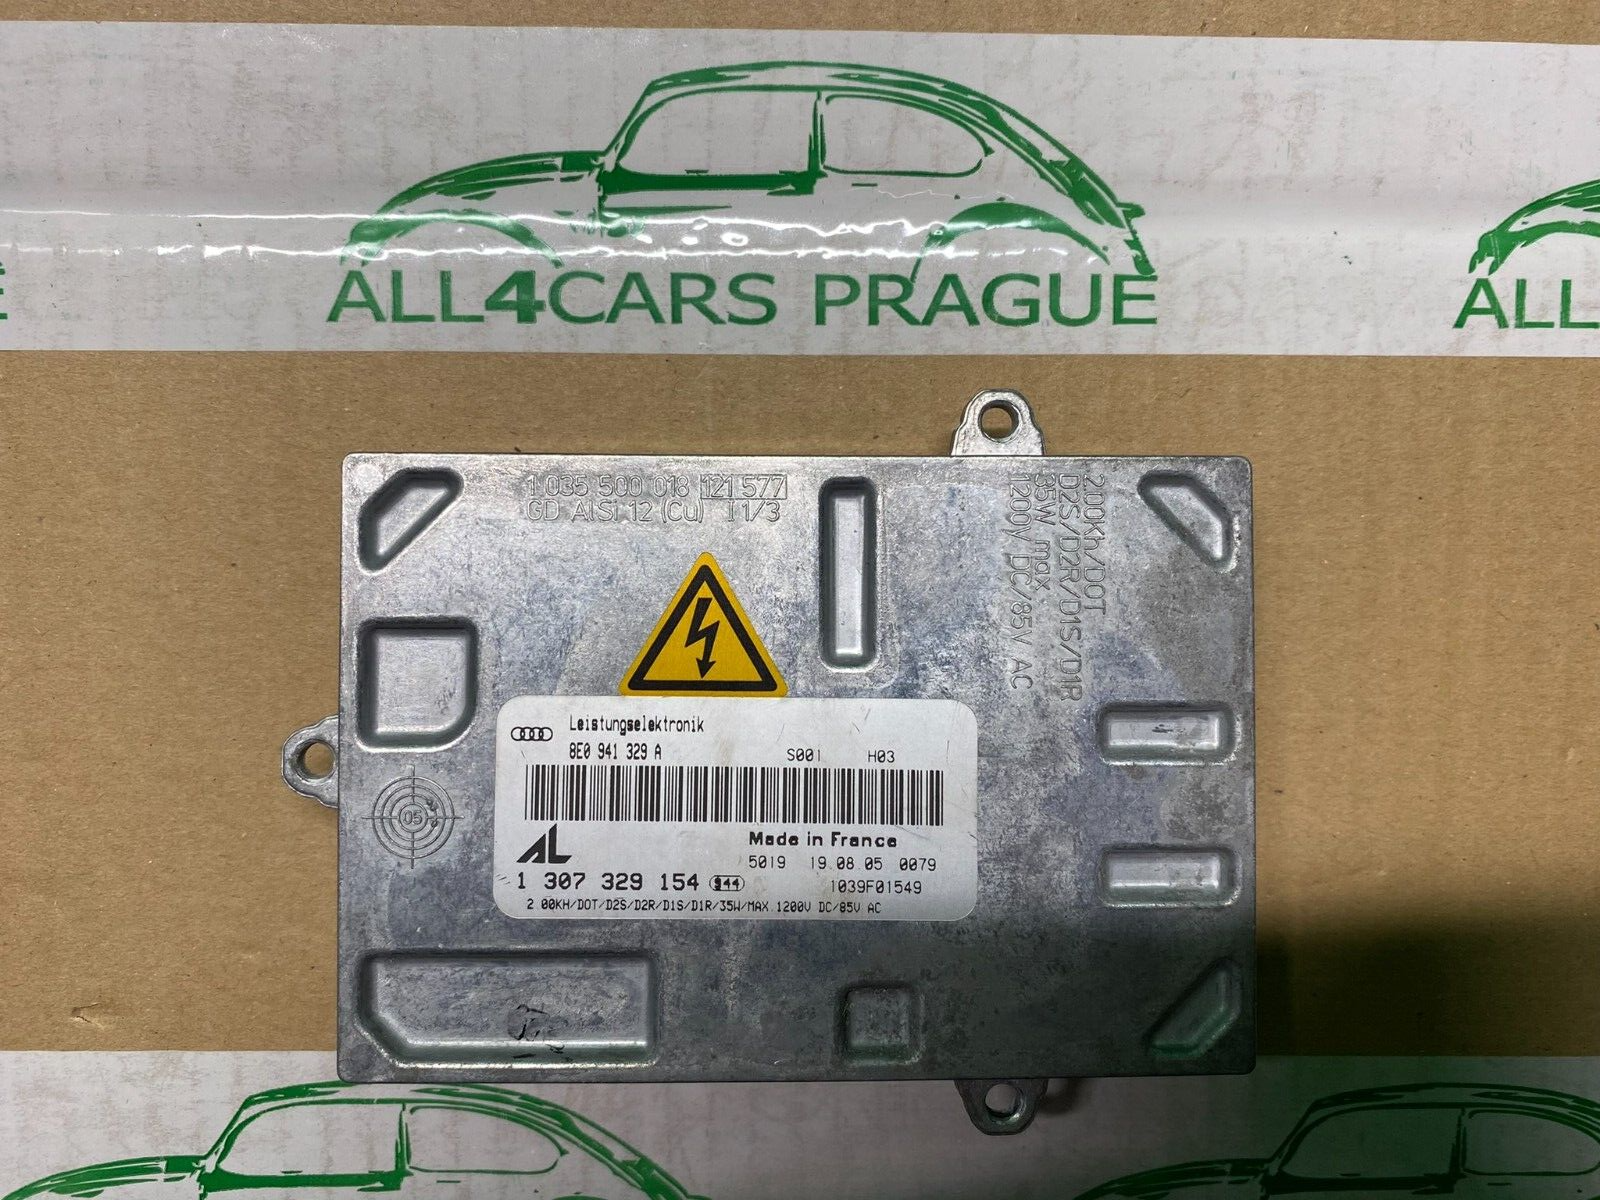 ALL4CARS PRAGUE
ALL
1 035 500 018 121 577
GD AlSi 12 (Cu) I1/3
2.00Kh/DOT
D2S/D2R/D1S/D1R
35W max
1200V DC/85V AC
Leistungselektronik
8E0 941 329 A S001 H03
05
AL
Made in France
5019 19 08 05 0079
1 307 329 154 944 1039F01549
2 00KH/DOT/D2S/D2R/D1S/D1R/35W/MAX.1200V DC/85V AC